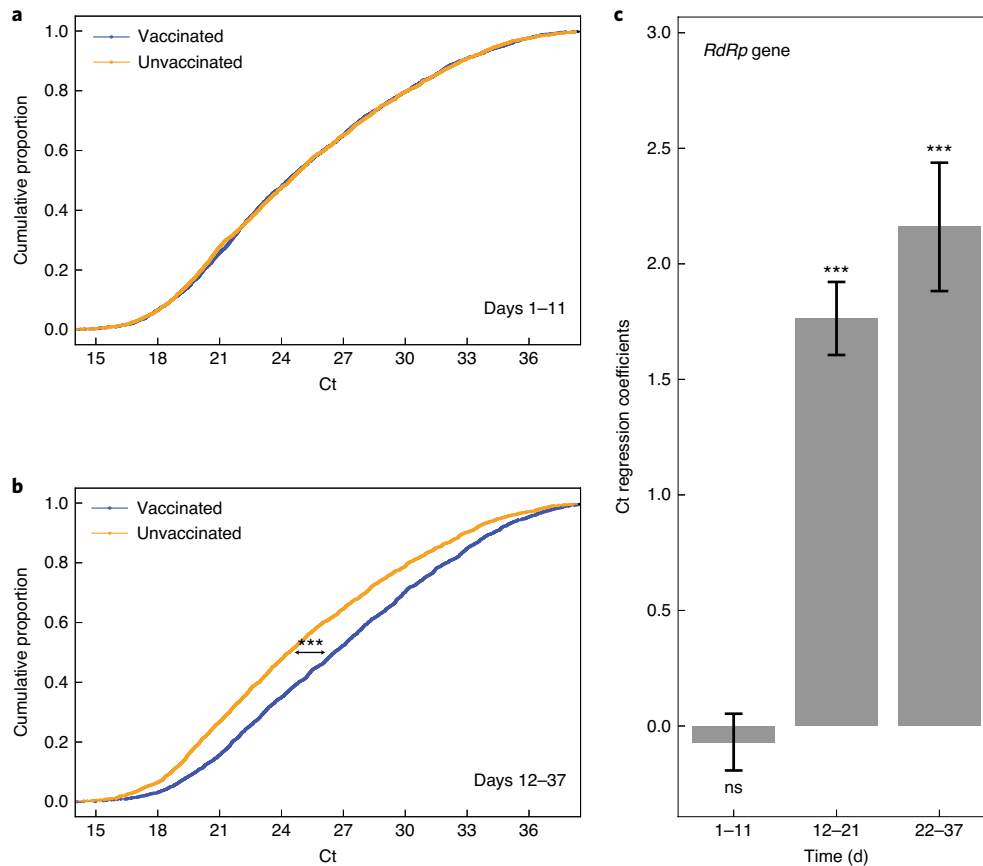 a
1.0
0.8
0.6
0.4
0.2
0.0
Cumulative proportion
Vaccinated
Unvaccinated
Days 1–11
15 18 21 24 27 30 33 36
Ct
b
1.0
0.8
0.6
0.4
0.2
0.0
Cumulative proportion
Vaccinated
Unvaccinated
***
Days 12–37
15 18 21 24 27 30 33 36
Ct
c
3.0
2.5
2.0
1.5
1.0
0.5
0.0
Ct regression coefficients
RdRp gene
***
***
ns
1–11 12–21 22–37
Time (d)